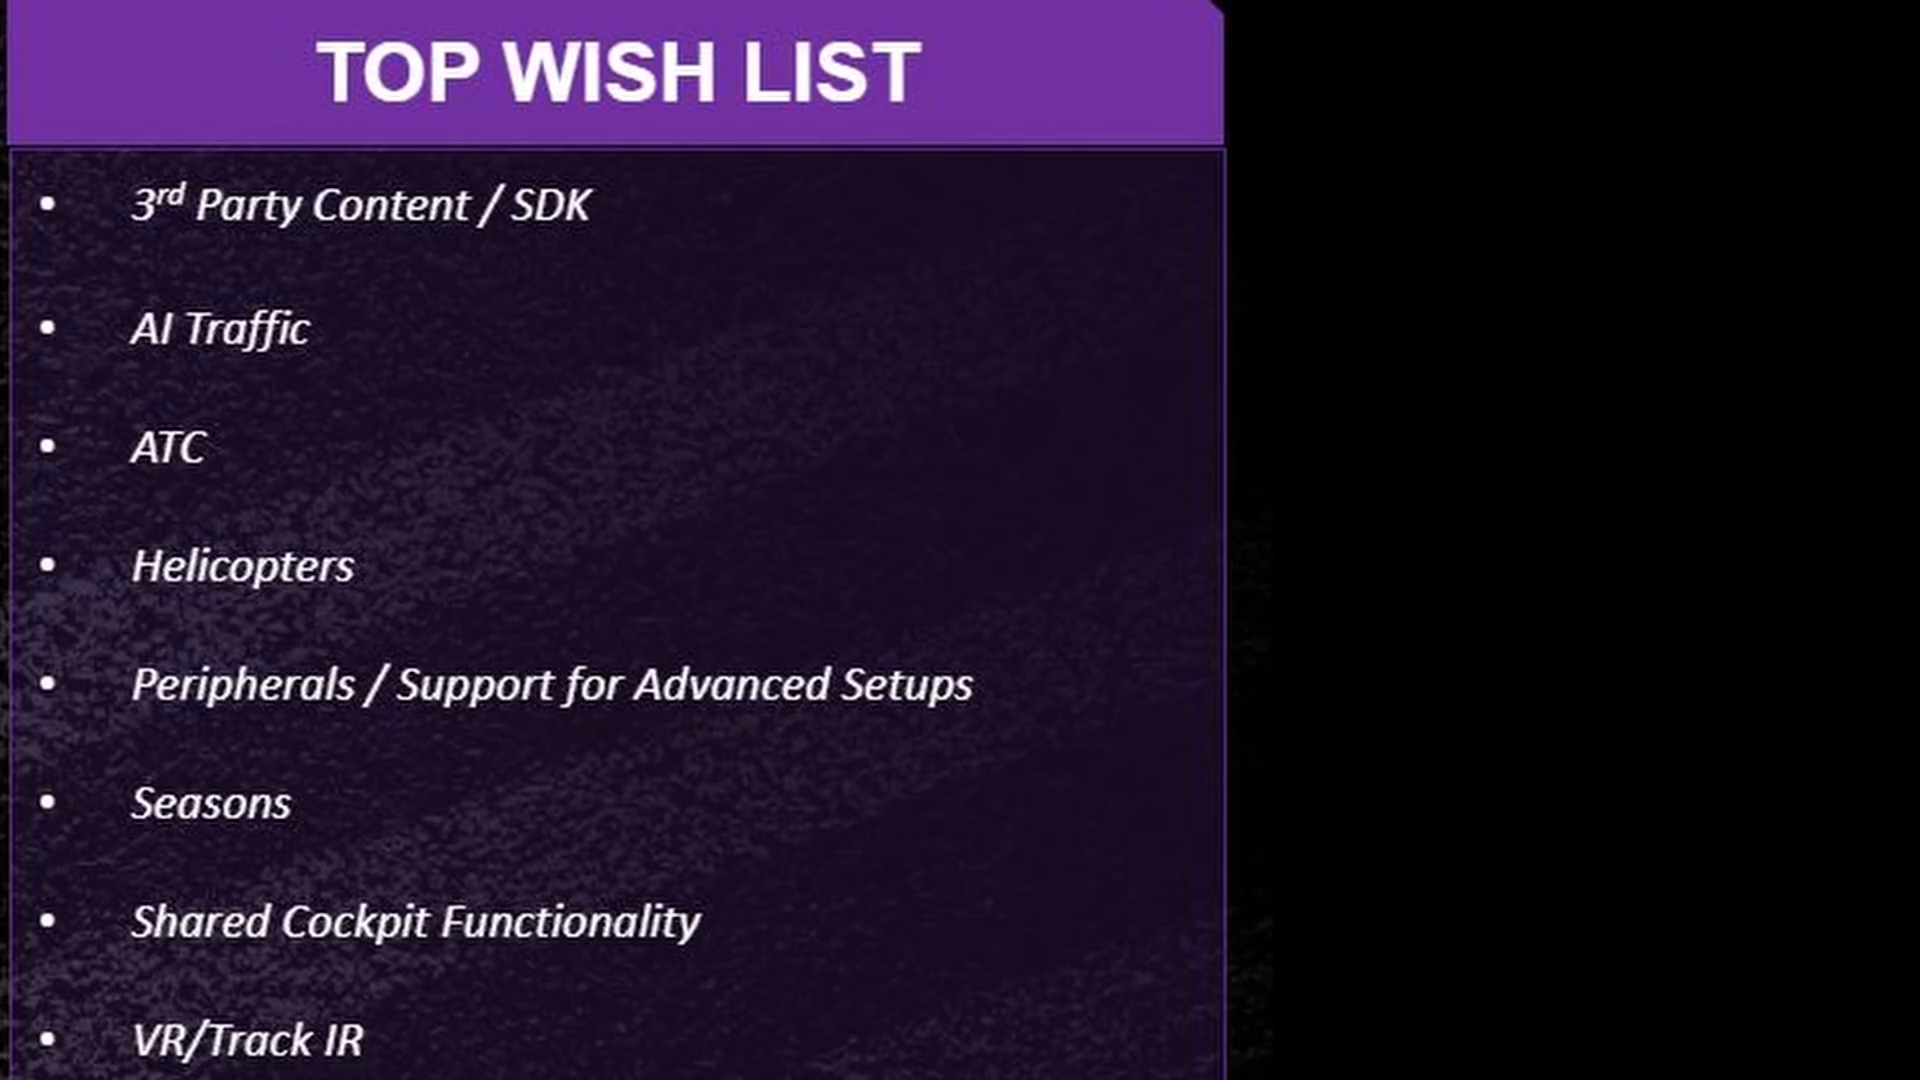 TOP WISH LIST
• 3rd Party Content / SDK
• AI Traffic
• ATC
• Helicopters
• Peripherals / Support for Advanced Setups
• Seasons
• Shared Cockpit Functionality
• VR/Track IR